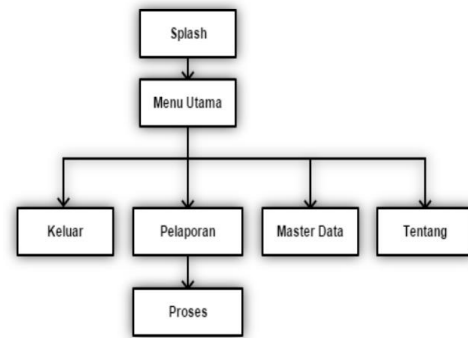 Splash
Menu Utama
Keluar
Pelaporan
Master Data
Tentang
Proses